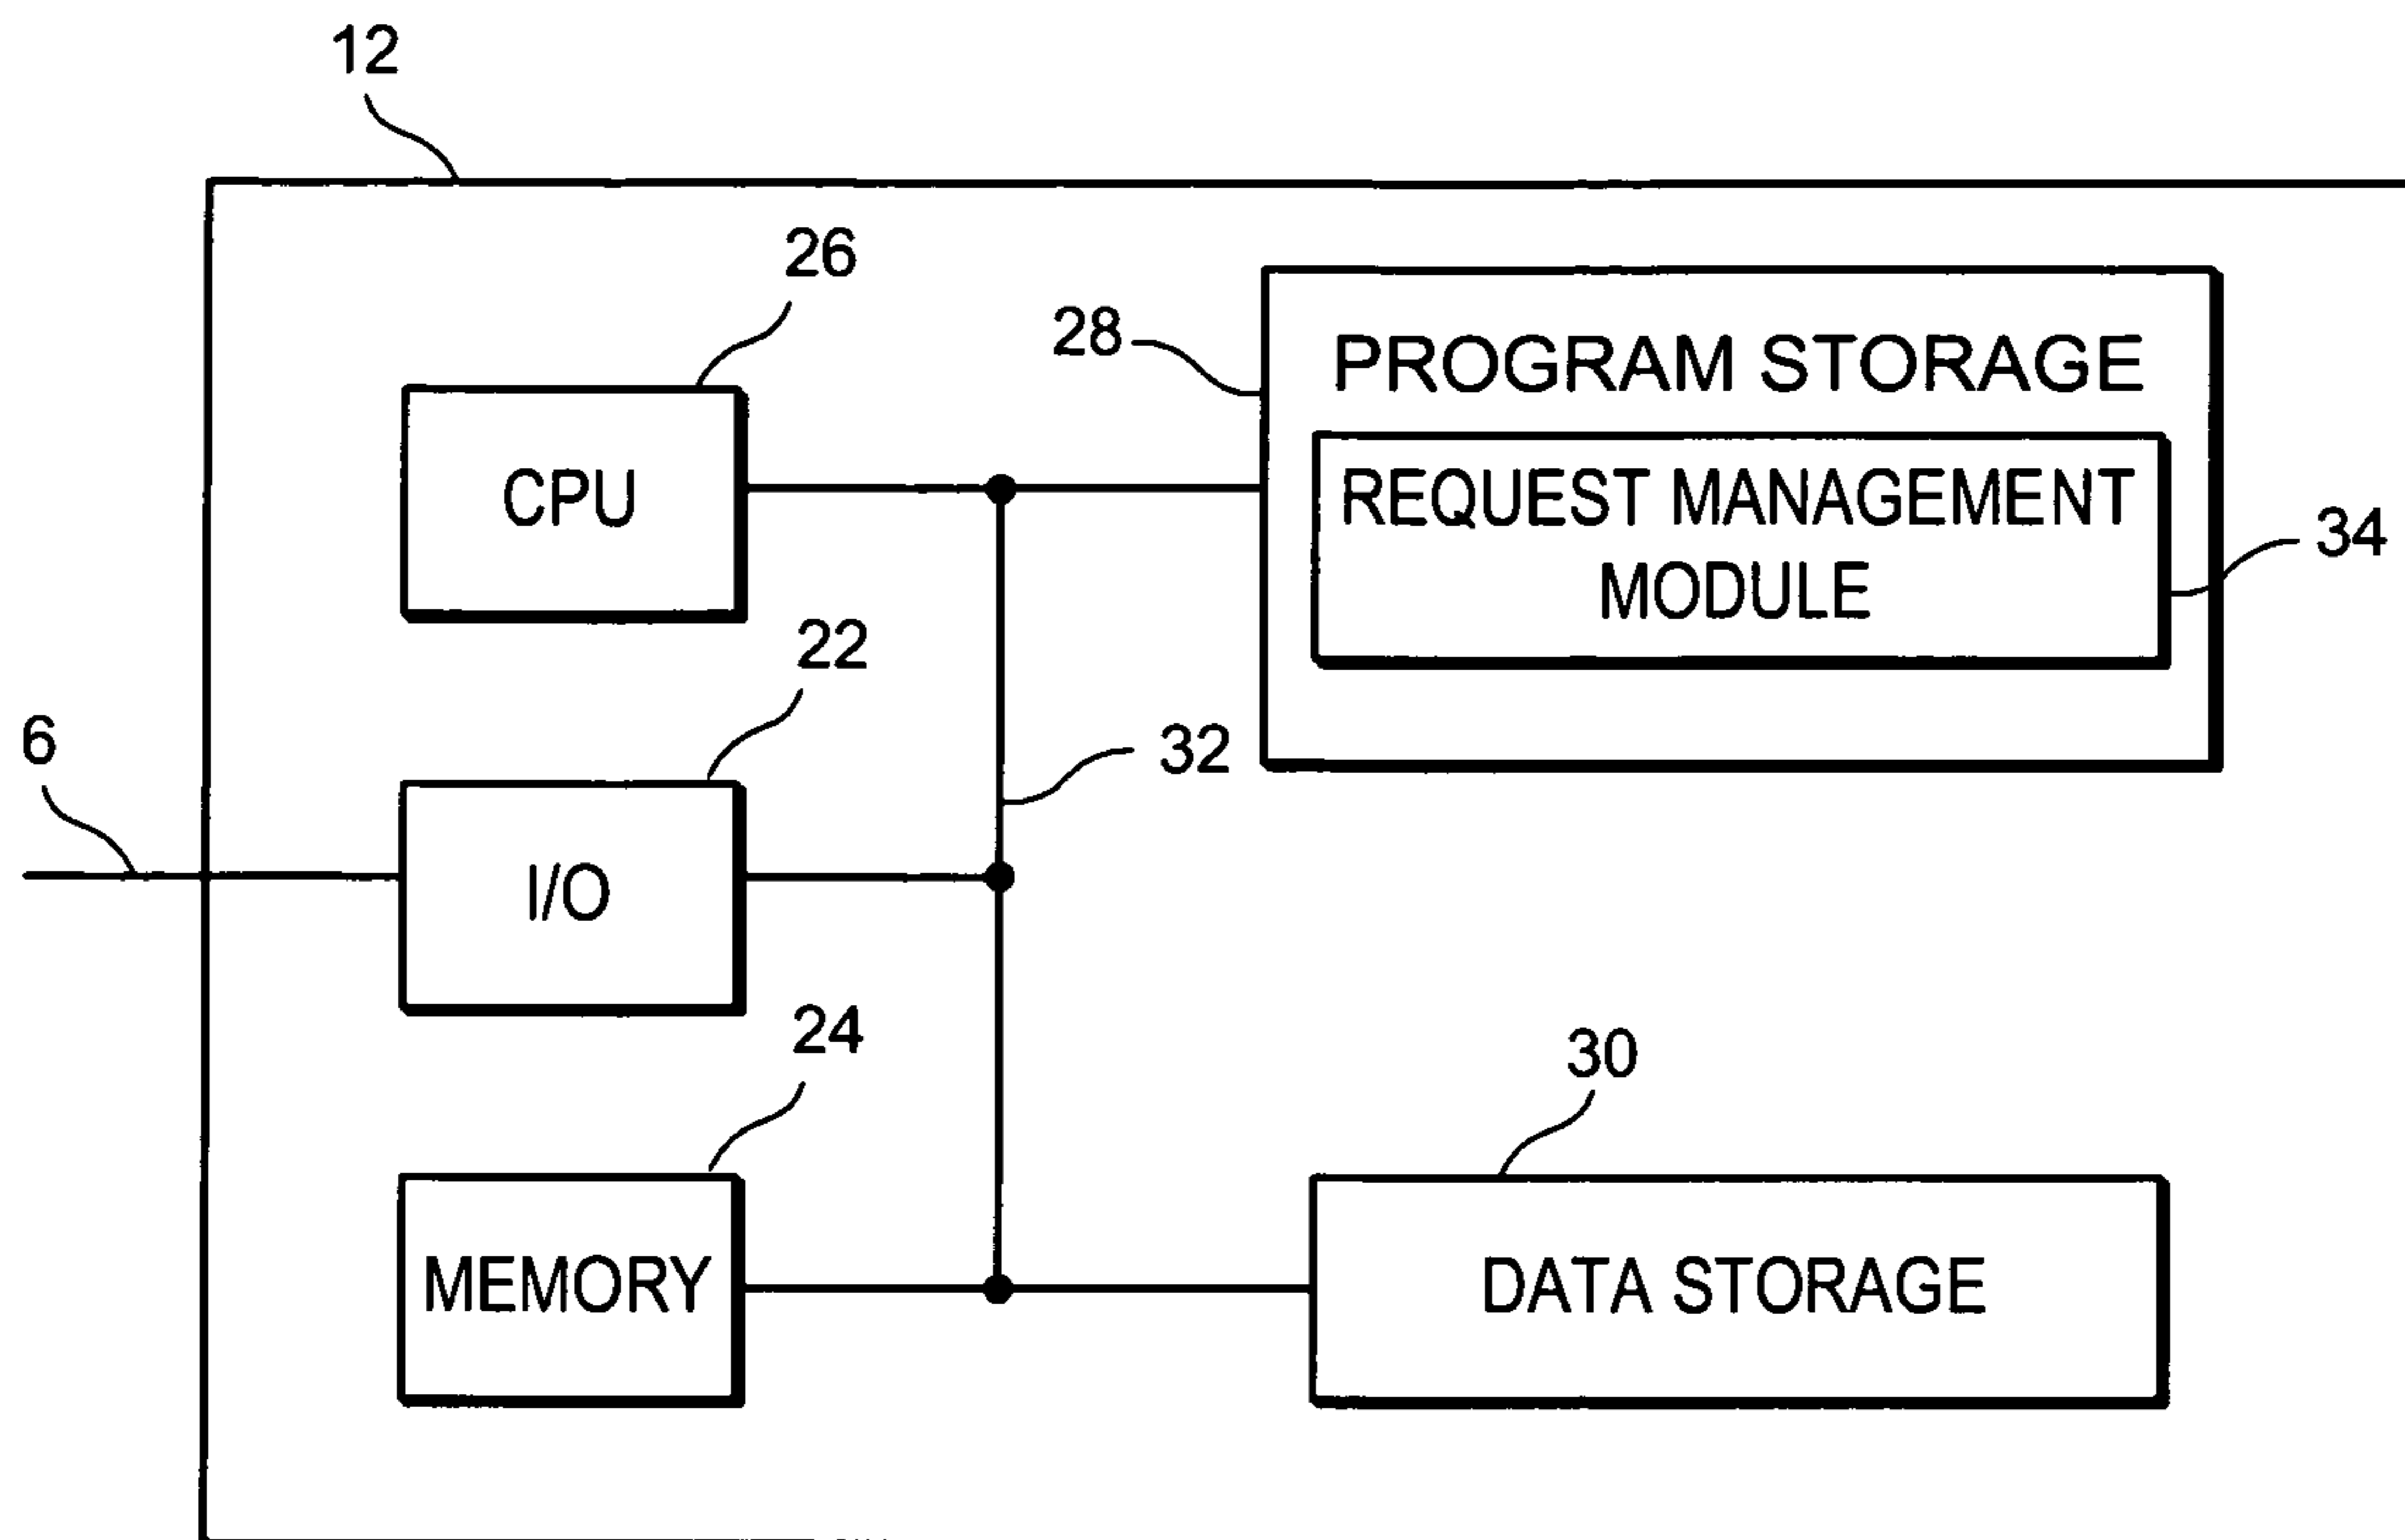 12
26
28
PROGRAM STORAGE
CPU
REQUEST MANAGEMENT
MODULE
34
22
6
32
I/O
24
30
MEMORY
DATA STORAGE